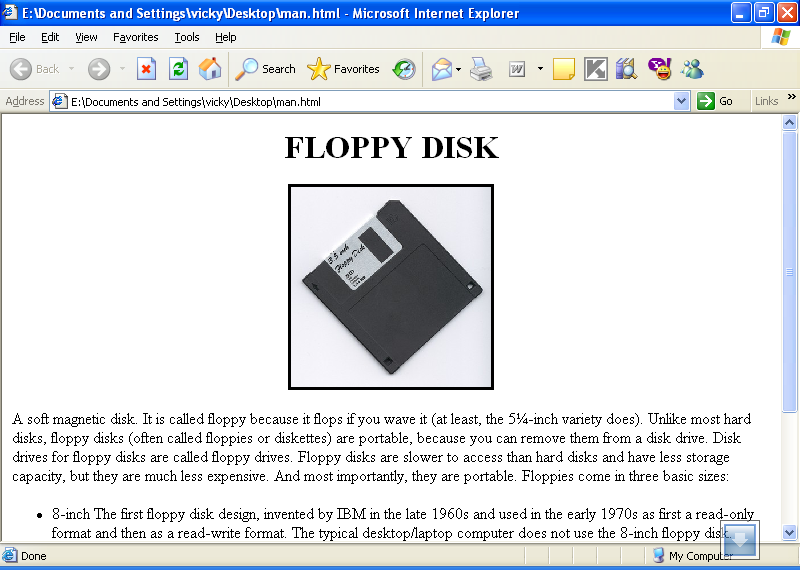 E:\Documents and Settings\vicky\Desktop\man.html - Microsoft Internet Explorer
File Edit View Favorites Tools Help
Back Search Favorites
Address E:\Documents and Settings\vicky\Desktop\man.html Go Links »
FLOPPY DISK
3.5 inch
Floppy Disk
A soft magnetic disk. It is called floppy because it flops if you wave it (at least, the 5¼-inch variety does). Unlike most hard
disks, floppy disks (often called floppies or diskettes) are portable, because you can remove them from a disk drive. Disk
drives for floppy disks are called floppy drives. Floppy disks are slower to access than hard disks and have less storage
capacity, but they are much less expensive. And most importantly, they are portable. Floppies come in three basic sizes:
• 8-inch The first floppy disk design, invented by IBM in the late 1960s and used in the early 1970s as first a read-only
format and then as a read-write format. The typical desktop/laptop computer does not use the 8-inch floppy disk.
Done My Computer